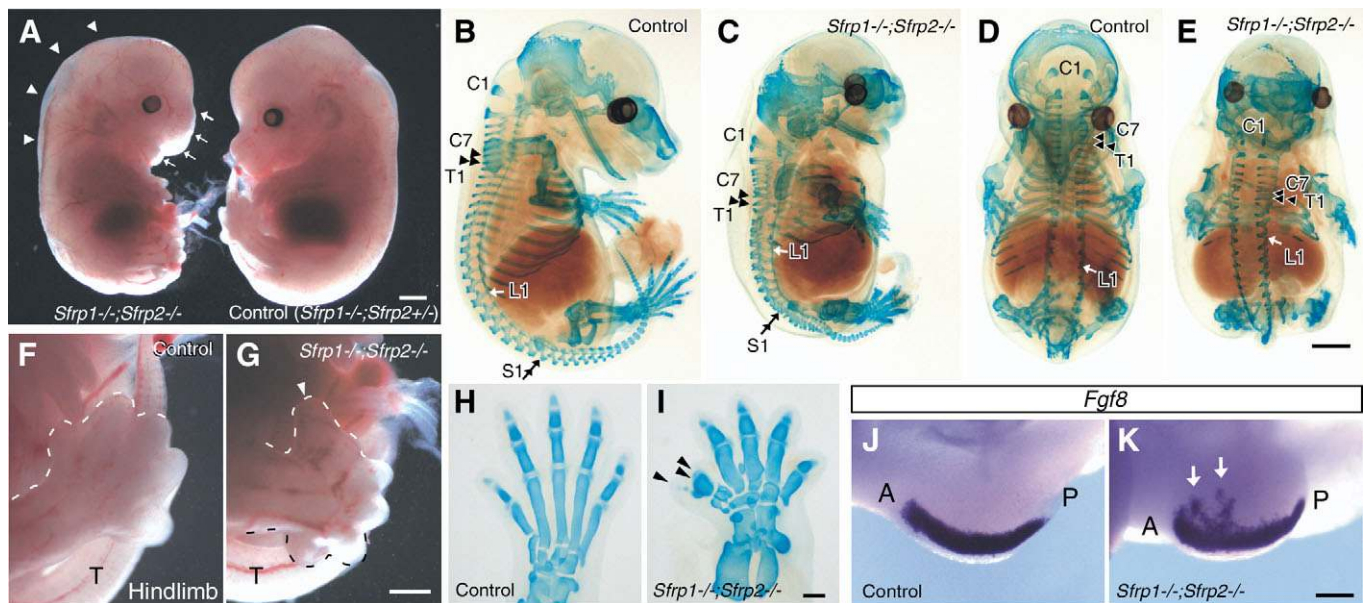 A
Sfrp1-/-;Sfrp2-/-
Control (Sfrp1-/-;Sfrp2+/-)
B
Control
C1
C7
T1
L1
S1
C
Sfrp1-/-;Sfrp2-/-
C1
C7
T1
L1
S1
D
Control
C1
C7
T1
L1
E
Sfrp1-/-;Sfrp2-/-
C1
C7
T1
L1
F
Control
T
Hindlimb
G
Sfrp1-/-;Sfrp2-/-
T
H
Control
I
Sfrp1-/-;Sfrp2-/-
Fgf8
J
A
P
Control
K
A
P
Sfrp1-/-;Sfrp2-/-